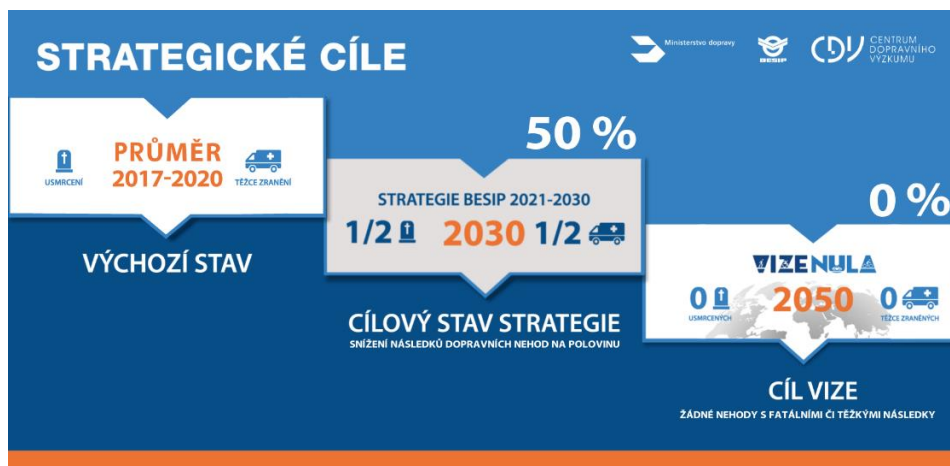 STRATEGICKÉ CÍLE
Ministerstvo dopravy
BESIP
CDV
CENTRUM
DOPRAVNÍHO
VÝZKUMU
PRŮMĚR
2017-2020
USMRCENÍ
TĚŽCE ZRANĚNÍ
VÝCHOZÍ STAV
50 %
STRATEGIE BESIP 2021-2030
1/2 2030 1/2
CÍLOVÝ STAV STRATEGIE
SNÍŽENÍ NÁSLEDKŮ DOPRAVNÍCH NEHOD NA POLOVINU
0 %
VIZENULA
0 2050 0
USMRCENÝCH
TĚŽCE ZRANĚNÝCH
CÍL VIZE
ŽÁDNÉ NEHODY S FATÁLNÍMI ČI TĚŽKÝMI NÁSLEDKY